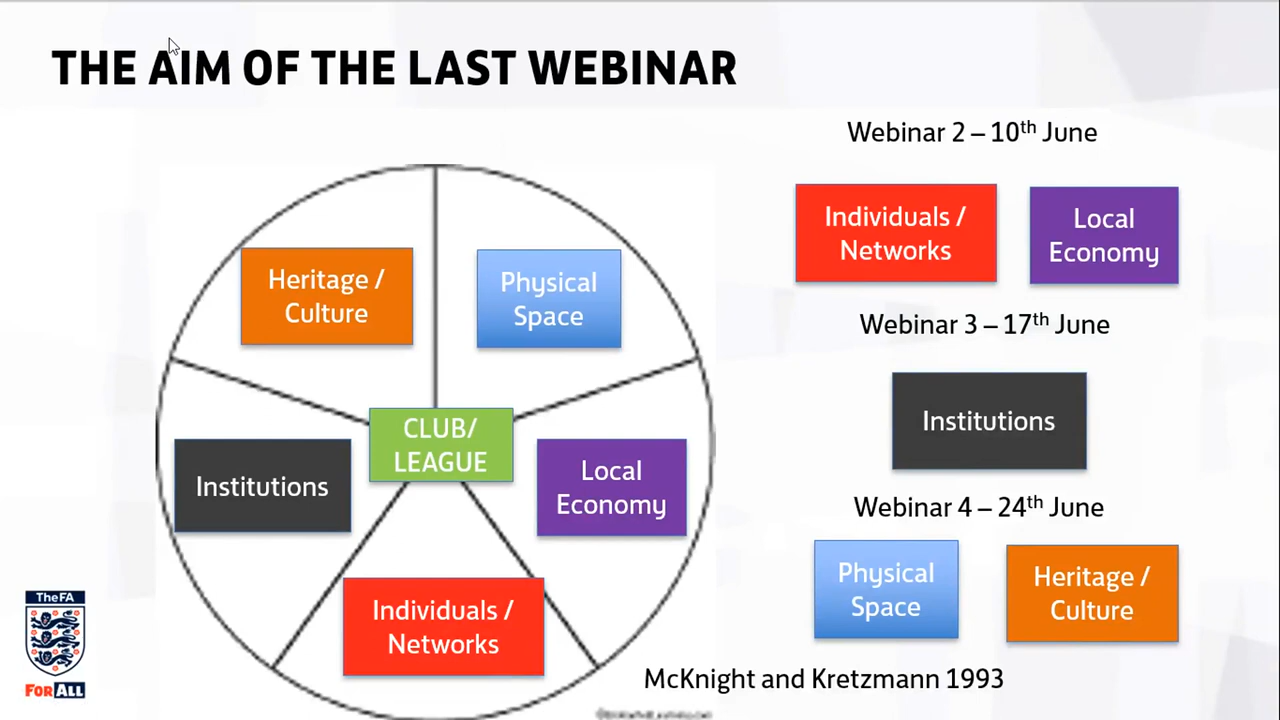 THE AIM OF THE LAST WEBINAR
Heritage /
Culture
Physical
Space
CLUB/
LEAGUE
Institutions
Local
Economy
Individuals /
Networks
Webinar 2 – 10th June
Individuals /
Networks
Local
Economy
Webinar 3 – 17th June
Institutions
Webinar 4 – 24th June
Physical
Space
Heritage /
Culture
McKnight and Kretzmann 1993
TheFA
FORALL